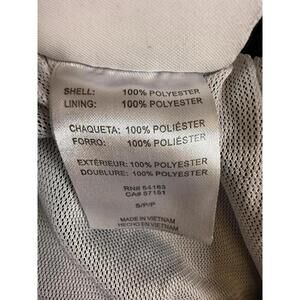 SHELL: 100% POLYESTER
LINING: 100% POLYESTER
CHAQUETA: 100% POLIÉSTER
FORRO: 100% POLIÉSTER
EXTÉRIEUR: 100% POLYESTER
DOUBLURE: 100% POLYESTER
RN# 54163
CA# 57151
S/P/P
MADE IN VIETNAM
HECHO EN VIETNAM